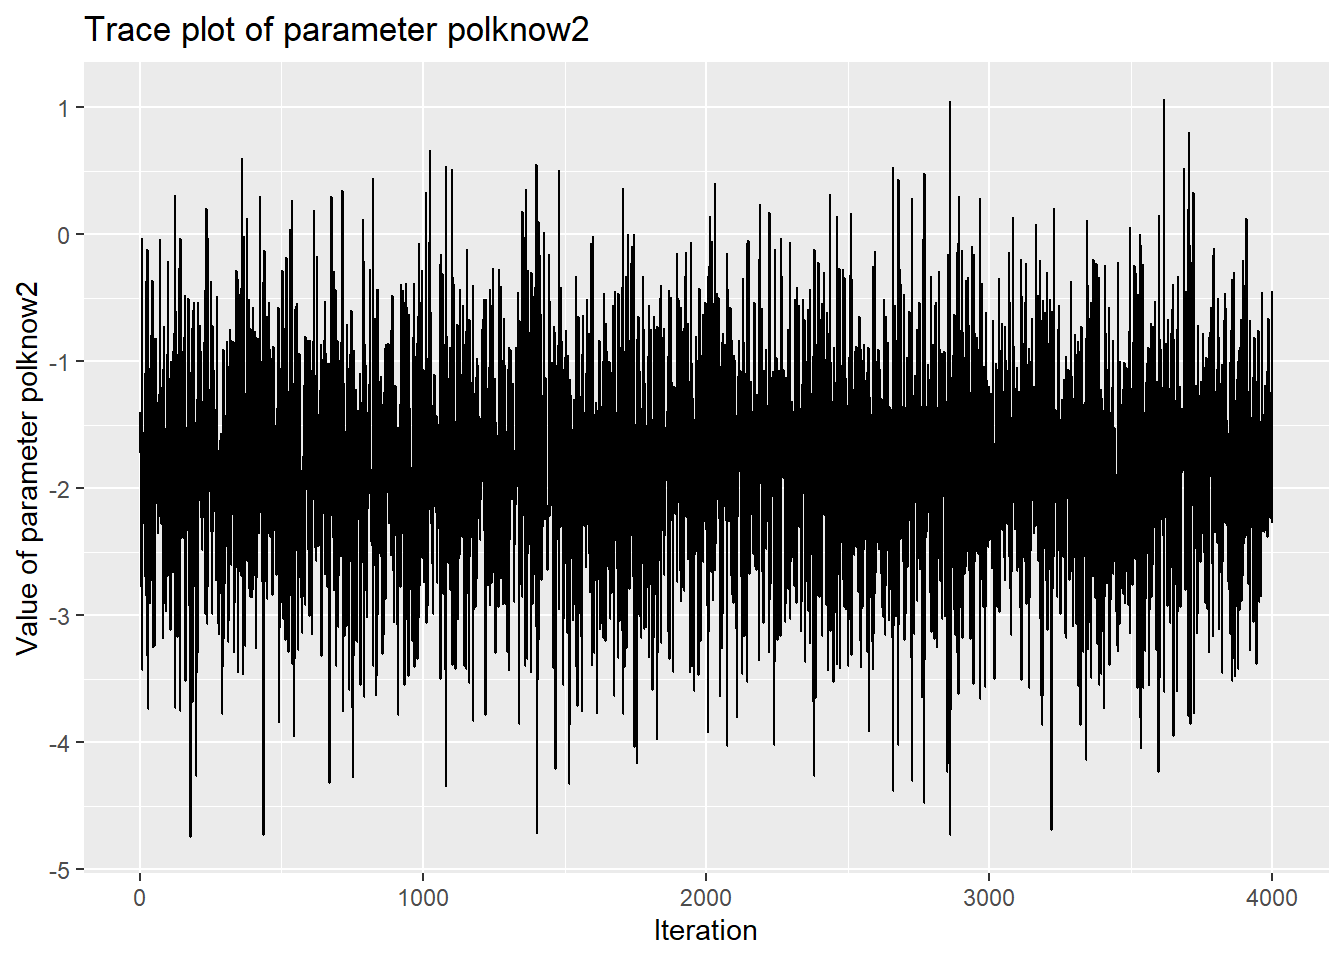 Trace plot of parameter polknow2
Value of parameter polknow2
1
0
-1
-2
-3
-4
-5
0 1000 2000 3000 4000
Iteration